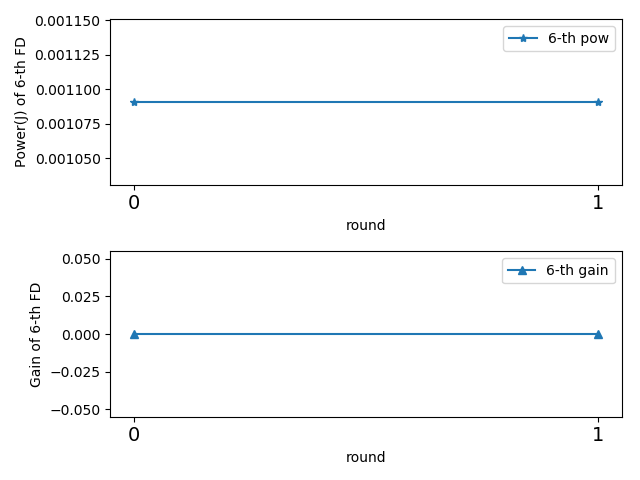 0.001150
0.001125
0.001100
0.001075
0.001050
Power(J) of 6-th FD
6-th pow
0 1
round
0.050
0.025
0.000
−0.025
−0.050
Gain of 6-th FD
6-th gain
0 1
round